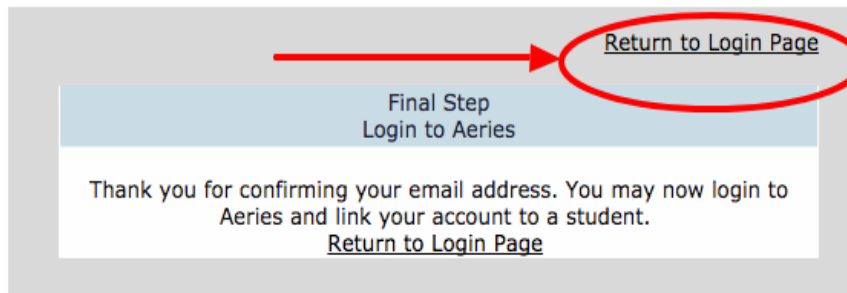 Return to Login Page
Final Step
Login to Aeries
Thank you for confirming your email address. You may now login to
Aeries and link your account to a student.
Return to Login Page